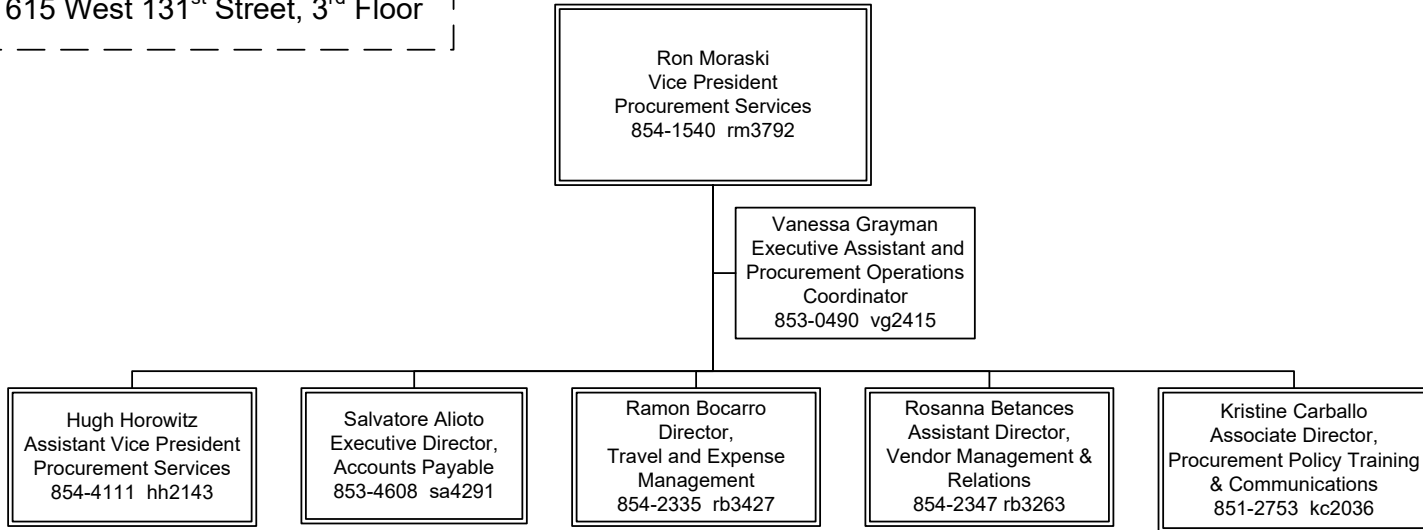 615 West 131st Street, 3rd Floor
Ron Moraski
Vice President
Procurement Services
854-1540 rm3792
Vanessa Grayman
Executive Assistant and
Procurement Operations
Coordinator
853-0490 vg2415
Hugh Horowitz
Assistant Vice President
Procurement Services
854-4111 hh2143
Salvatore Alioto
Executive Director,
Accounts Payable
853-4608 sa4291
Ramon Bocarro
Director,
Travel and Expense
Management
854-2335 rb3427
Rosanna Betances
Assistant Director,
Vendor Management &
Relations
854-2347 rb3263
Kristine Carballo
Associate Director,
Procurement Policy Training
& Communications
851-2753 kc2036